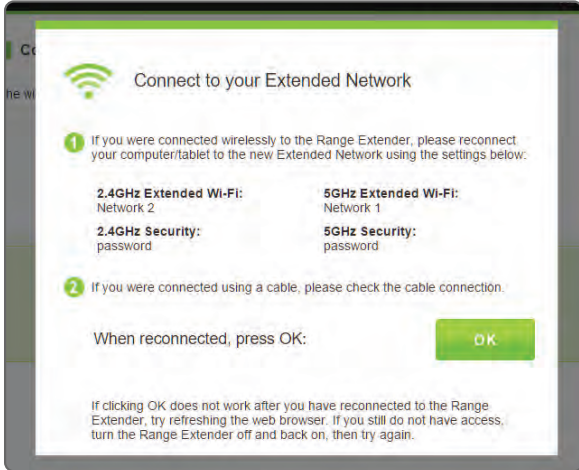 Co
he wi
Connect to your Extended Network
1 If you were connected wirelessly to the Range Extender, please reconnect
your computer/tablet to the new Extended Network using the settings below:
2.4GHz Extended Wi-Fi: 5GHz Extended Wi-Fi:
Network 2 Network 1
2.4GHz Security: 5GHz Security:
password password
2 If you were connected using a cable, please check the cable connection.
When reconnected, press OK: OK
If clicking OK does not work after you have reconnected to the Range
Extender, try refreshing the web browser. If you still do not have access,
turn the Range Extender off and back on, then try again.